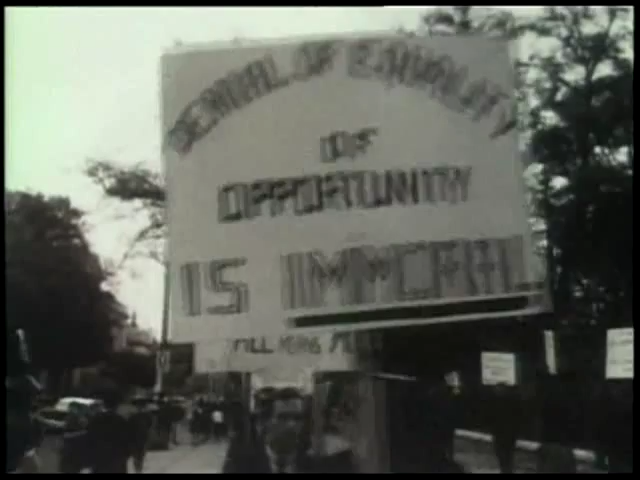 DENIAL OF EQUALITY
OF
OPPORTUNITY
IS IMMORAL